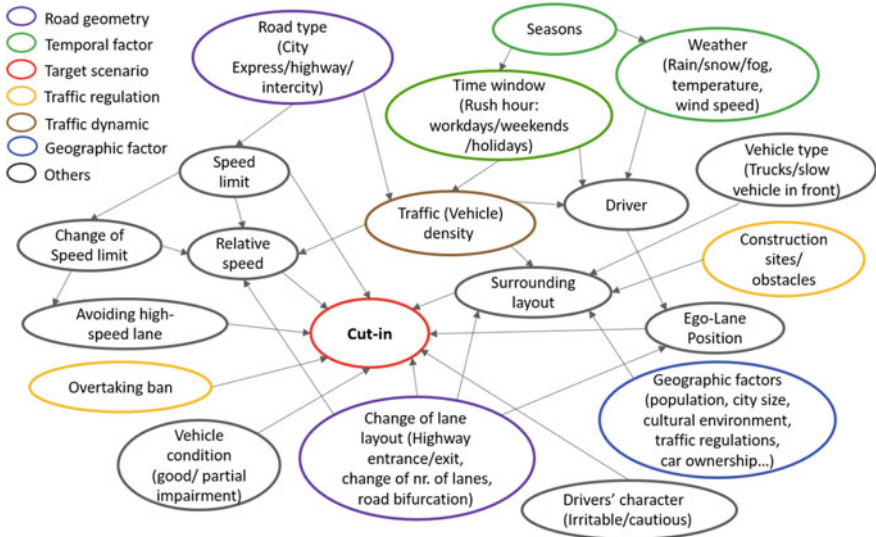 Road geometry
Temporal factor
Target scenario
Traffic regulation
Traffic dynamic
Geographic factor
Others
Road type
(City
Express/highway/
intercity)
Seasons
Weather
(Rain/snow/fog,
temperature,
wind speed)
Time window
(Rush hour:
workdays/weekends
/holidays)
Vehicle type
(Trucks/slow
vehicle in front)
Speed
limit
Traffic (Vehicle)
density
Driver
Change of
Speed limit
Relative
speed
Construction
sites/
obstacles
Surrounding
layout
Avoiding high-
speed lane
Cut-in
Ego-Lane
Position
Overtaking ban
Geographic factors
(population, city size,
cultural environment,
traffic regulations,
car ownership...)
Vehicle
condition
(good/ partial
impairment)
Change of lane
layout (Highway
entrance/exit,
change of nr. of lanes,
road bifurcation)
Drivers' character
(Irritable/cautious)